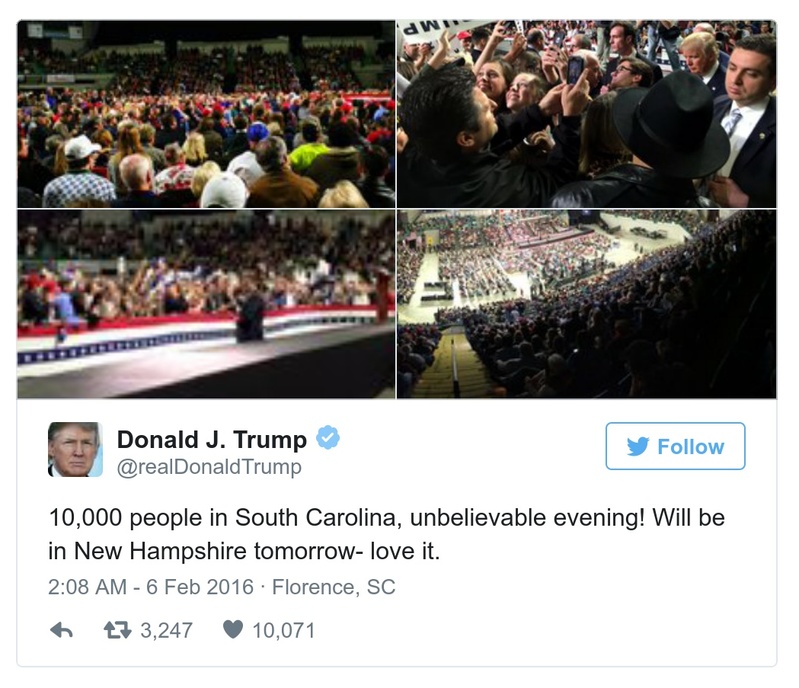 TRUMP
Donald J. Trump
@realDonaldTrump
Follow
10,000 people in South Carolina, unbelievable evening! Will be
in New Hampshire tomorrow- love it.
2:08 AM - 6 Feb 2016 · Florence, SC
3,247 10,071